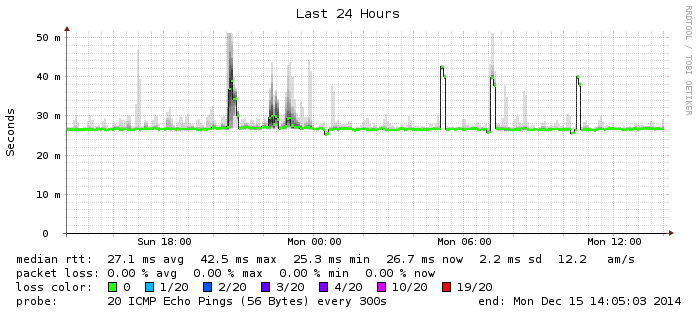 Last 24 Hours
RRDTOOL / TOBI OETIKER
Seconds
50 m
40 m
30 m
20 m
10 m
0
Sun 18:00 Mon 00:00 Mon 06:00 Mon 12:00
median rtt: 27.1 ms avg 42.5 ms max 25.3 ms min 26.7 ms now 2.2 ms sd 12.2 am/s
packet loss: 0.00 % avg 0.00 % max 0.00 % min 0.00 % now
loss color: 0 1/20 2/20 3/20 4/20 10/20 19/20
probe: 20 ICMP Echo Pings (56 Bytes) every 300s end: Mon Dec 15 14:05:03 2014